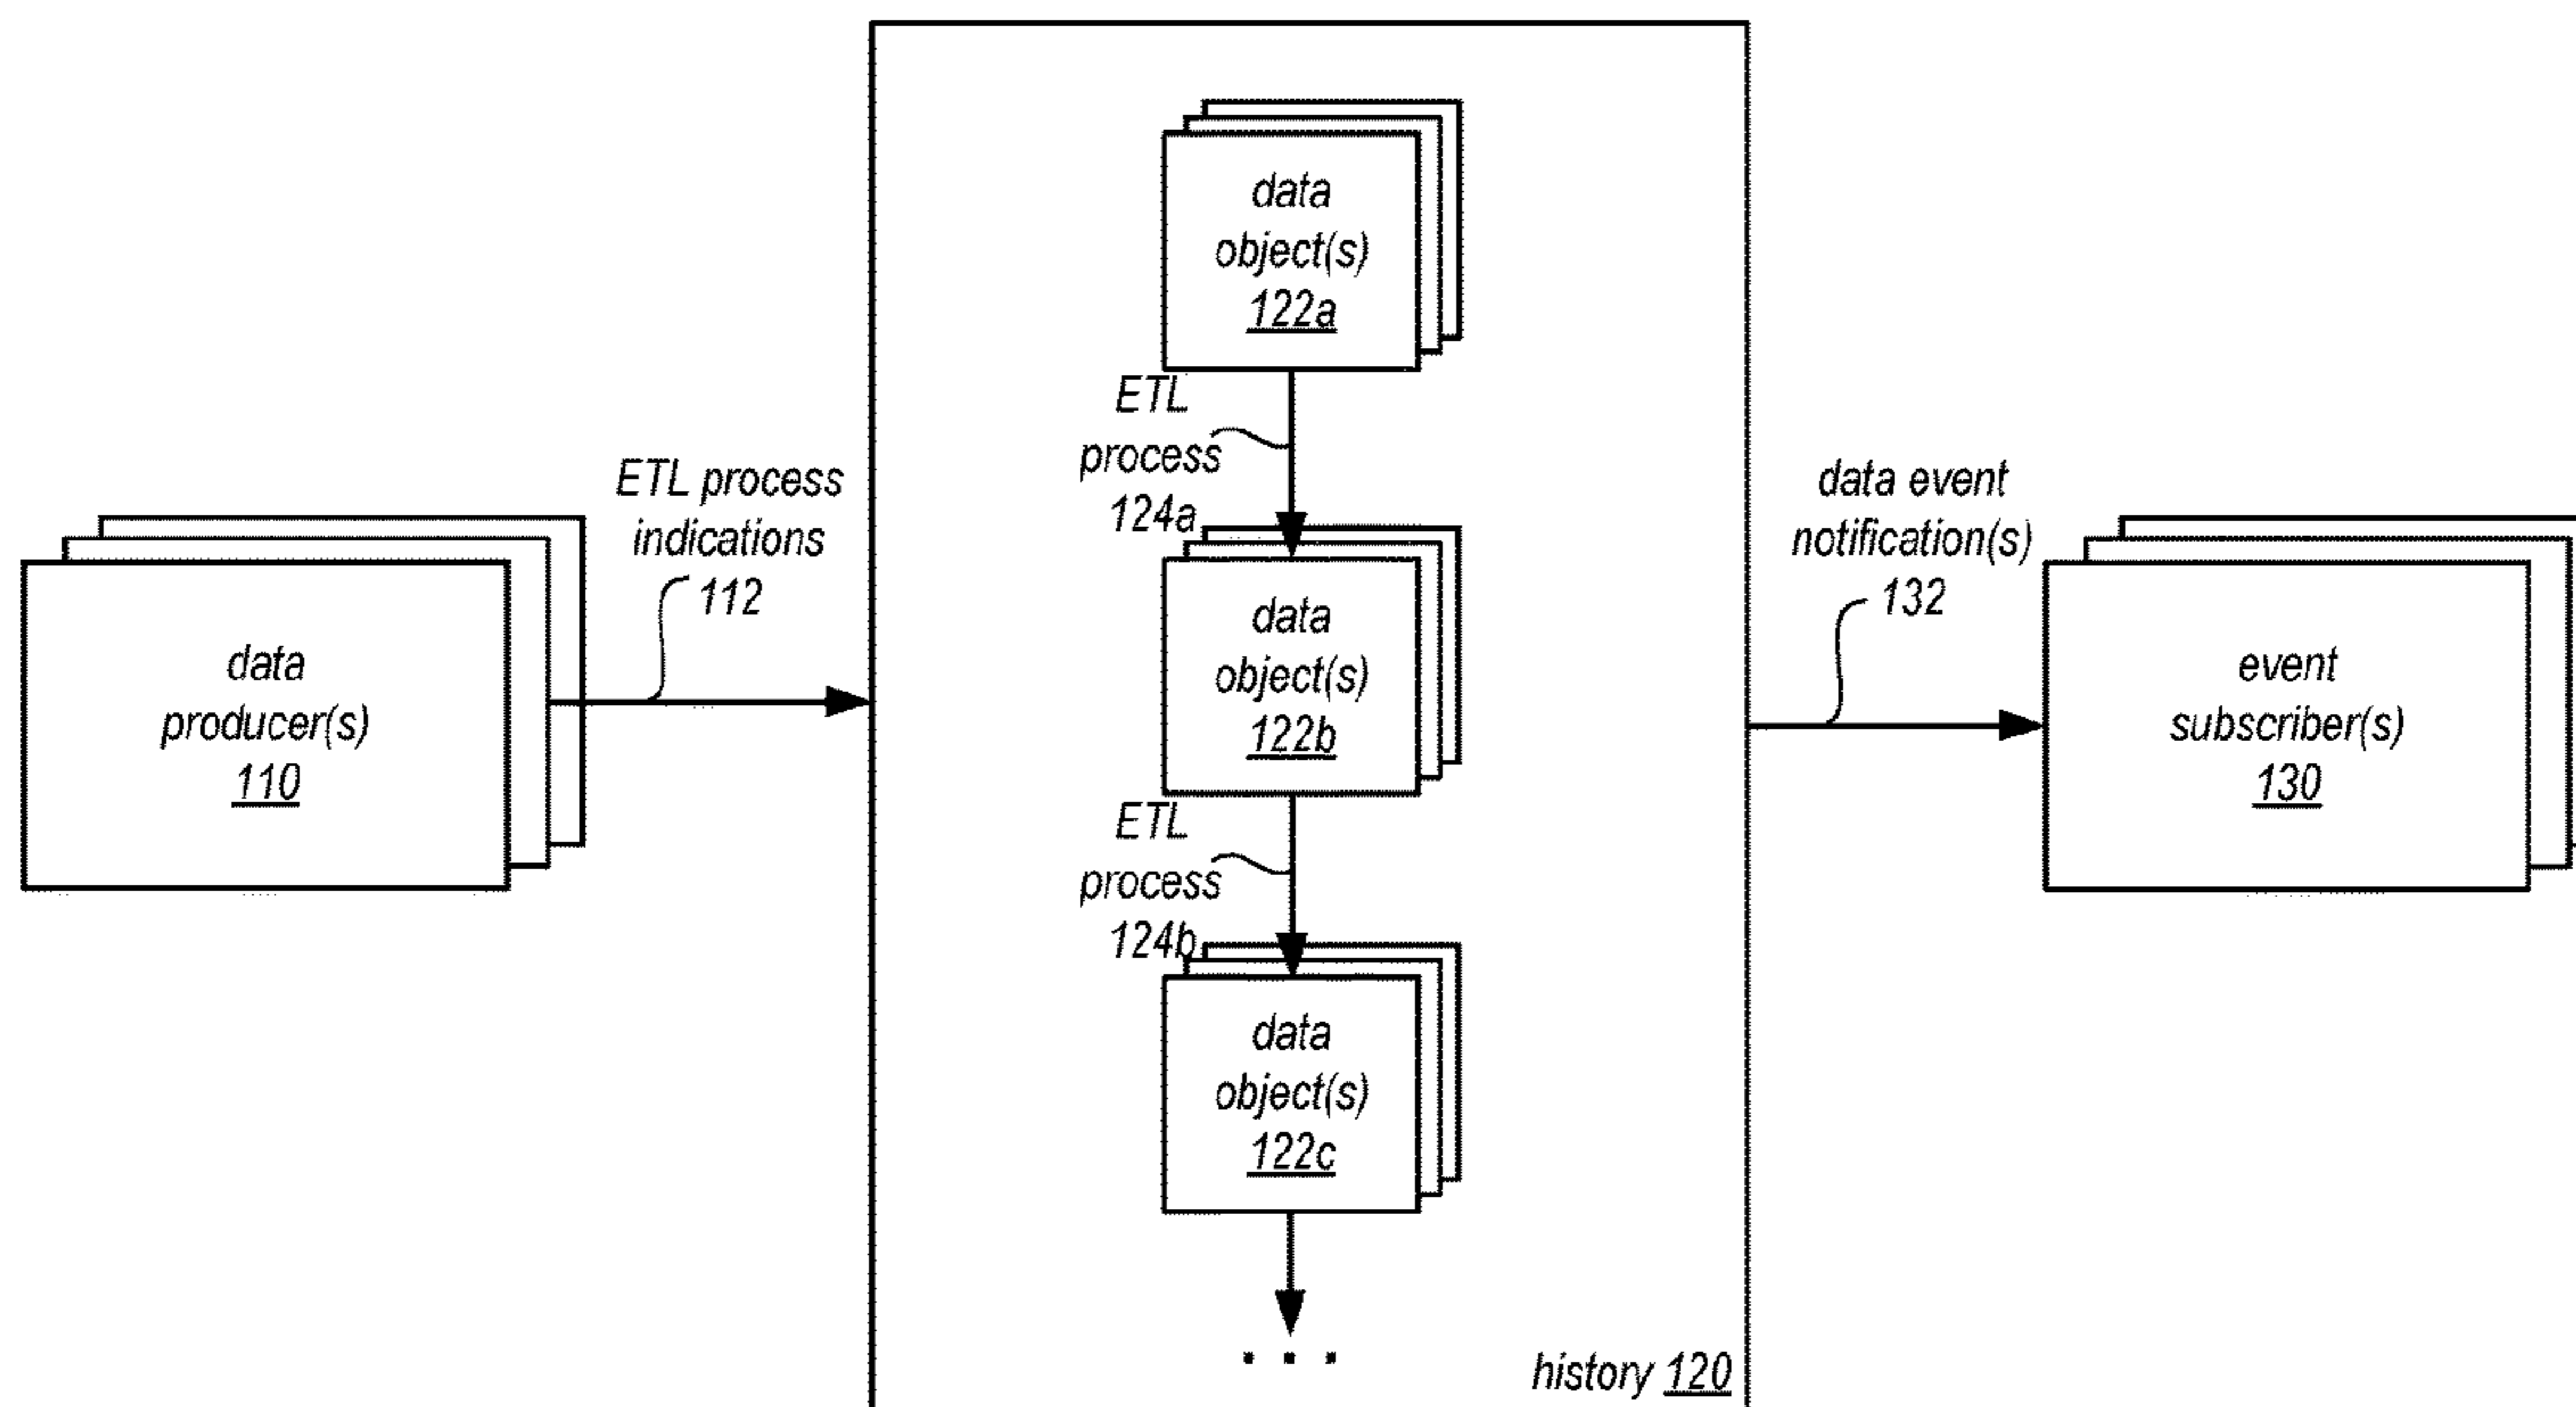 data
producer(s)
110
ETL process
indications
112
data
object(s)
122a
ETL
process
124a
data
object(s)
122b
ETL
process
124b
data
object(s)
122c
...
history 120
data event
notification(s)
132
event
subscriber(s)
130